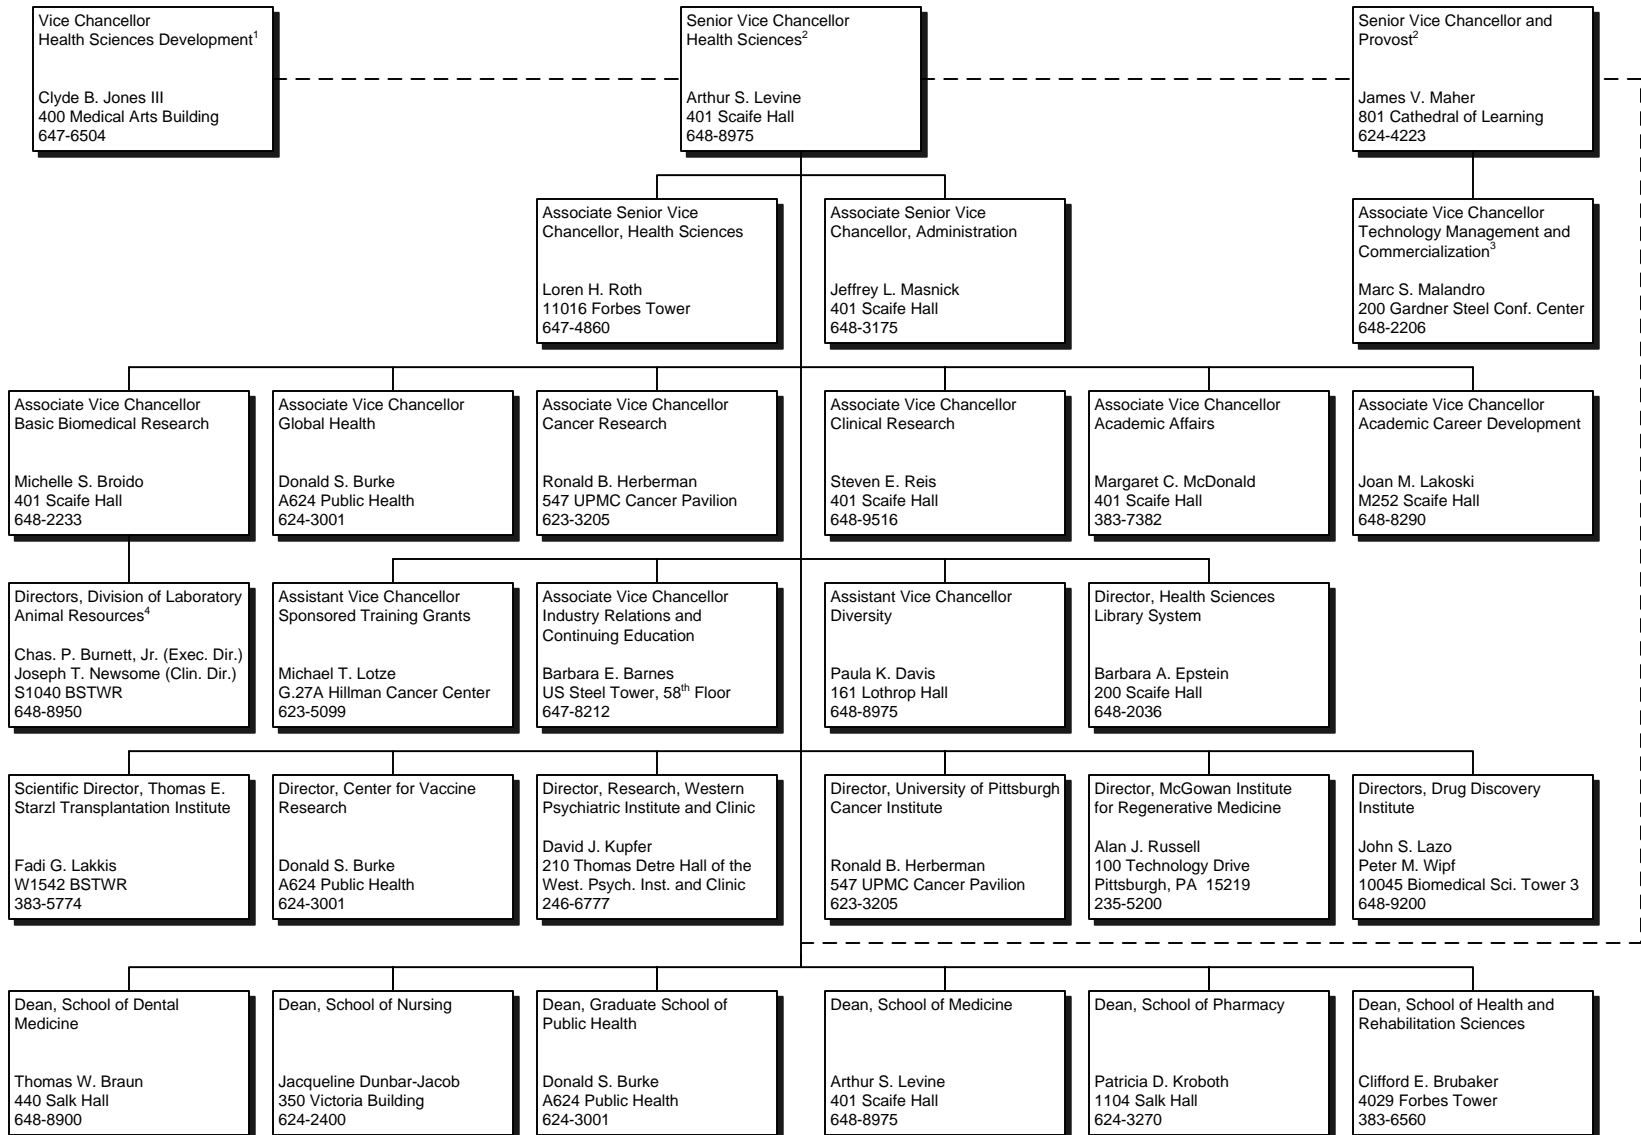 Vice Chancellor
Health Sciences Development¹
Clyde B. Jones III
400 Medical Arts Building
647-6504
Senior Vice Chancellor
Health Sciences²
Arthur S. Levine
401 Scaife Hall
648-8975
Senior Vice Chancellor and
Provost²
James V. Maher
801 Cathedral of Learning
624-4223
Associate Senior Vice
Chancellor, Health Sciences
Loren H. Roth
11016 Forbes Tower
647-4860
Associate Senior Vice
Chancellor, Administration
Jeffrey L. Masnick
401 Scaife Hall
648-3175
Associate Vice Chancellor
Technology Management and
Commercialization³
Marc S. Malandro
200 Gardner Steel Conf. Center
648-2206
Associate Vice Chancellor
Basic Biomedical Research
Michelle S. Broido
401 Scaife Hall
648-2233
Associate Vice Chancellor
Global Health
Donald S. Burke
A624 Public Health
624-3001
Associate Vice Chancellor
Cancer Research
Ronald B. Herberman
547 UPMC Cancer Pavilion
623-3205
Associate Vice Chancellor
Clinical Research
Steven E. Reis
401 Scaife Hall
648-9516
Associate Vice Chancellor
Academic Affairs
Margaret C. McDonald
401 Scaife Hall
383-7382
Associate Vice Chancellor
Academic Career Development
Joan M. Lakoski
M252 Scaife Hall
648-8290
Directors, Division of Laboratory
Animal Resources⁴
Chas. P. Burnett, Jr. (Exec. Dir.)
Joseph T. Newsome (Clin. Dir.)
S1040 BSTWR
648-8950
Assistant Vice Chancellor
Sponsored Training Grants
Michael T. Lotze
G.27A Hillman Cancer Center
623-5099
Associate Vice Chancellor
Industry Relations and
Continuing Education
Barbara E. Barnes
US Steel Tower, 58th Floor
647-8212
Assistant Vice Chancellor
Diversity
Paula K. Davis
161 Lothrop Hall
648-8975
Director, Health Sciences
Library System
Barbara A. Epstein
200 Scaife Hall
648-2036
Scientific Director, Thomas E.
Starzl Transplantation Institute
Fadi G. Lakkis
W1542 BSTWR
383-5774
Director, Center for Vaccine
Research
Donald S. Burke
A624 Public Health
624-3001
Director, Research, Western
Psychiatric Institute and Clinic
David J. Kupfer
210 Thomas Detre Hall of the
West. Psych. Inst. and Clinic
246-6777
Director, University of Pittsburgh
Cancer Institute
Ronald B. Herberman
547 UPMC Cancer Pavilion
623-3205
Director, McGowan Institute
for Regenerative Medicine
Alan J. Russell
100 Technology Drive
Pittsburgh, PA 15219
235-5200
Directors, Drug Discovery
Institute
John S. Lazo
Peter M. Wipf
10045 Biomedical Sci. Tower 3
648-9200
Dean, School of Dental
Medicine
Thomas W. Braun
440 Salk Hall
648-8900
Dean, School of Nursing
Jacqueline Dunbar-Jacob
350 Victoria Building
624-2400
Dean, Graduate School of
Public Health
Donald S. Burke
A624 Public Health
624-3001
Dean, School of Medicine
Arthur S. Levine
401 Scaife Hall
648-8975
Dean, School of Pharmacy
Patricia D. Kroboth
1104 Salk Hall
624-3270
Dean, School of Health and
Rehabilitation Sciences
Clifford E. Brubaker
4029 Forbes Tower
383-6560